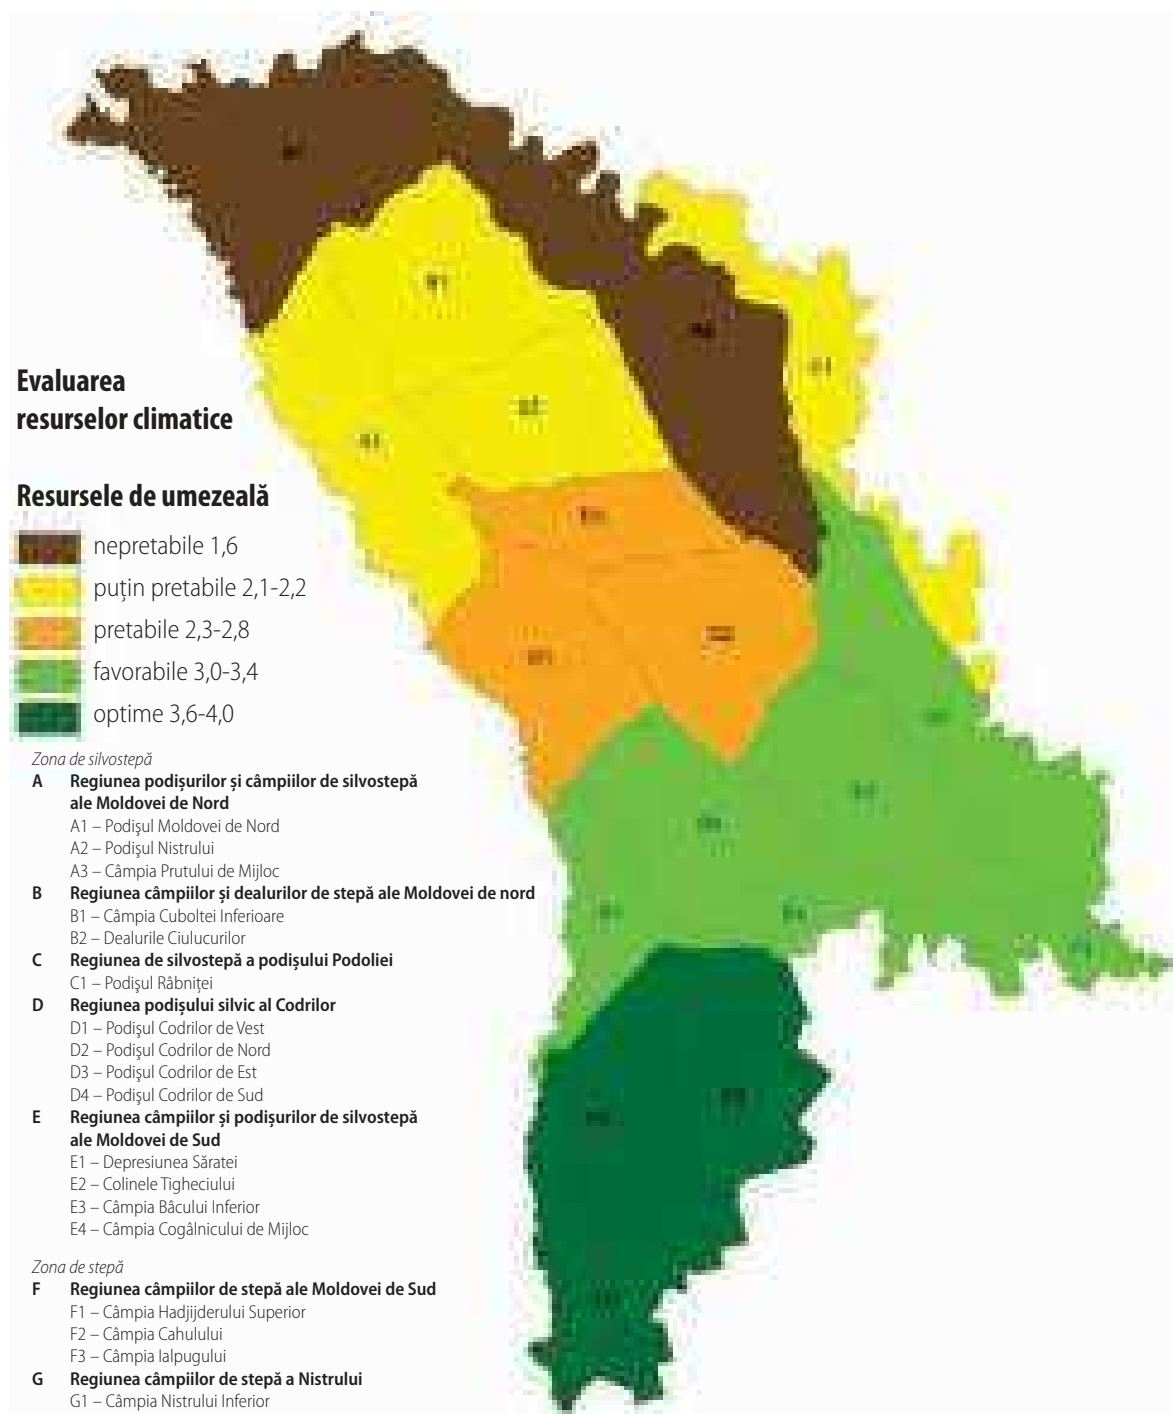 Evaluarea
resurselor climatice
Resursele de umezeală
nepretabile 1,6
puțin pretabile 2,1-2,2
pretabile 2,3-2,8
favorabile 3,0-3,4
optime 3,6-4,0
Zona de silvostepă
A Regiunea podișurilor și câmpiilor de silvostepă
ale Moldovei de Nord
A1 – Podişul Moldovei de Nord
A2 – Podişul Nistrului
A3 – Câmpia Prutului de Mijloc
B Regiunea câmpiilor și dealurilor de stepă ale Moldovei de nord
B1 – Câmpia Cuboltei Inferioare
B2 – Dealurile Ciulucurilor
C Regiunea de silvostepă a podișului Podoliei
C1 – Podişul Râbniţei
D Regiunea podișului silvic al Codrilor
D1 – Podişul Codrilor de Vest
D2 – Podişul Codrilor de Nord
D3 – Podişul Codrilor de Est
D4 – Podişul Codrilor de Sud
E Regiunea câmpiilor și podișurilor de silvostepă
ale Moldovei de Sud
E1 – Depresiunea Săratei
E2 – Colinele Tigheciului
E3 – Câmpia Bâcului Inferior
E4 – Câmpia Cogâlnicului de Mijloc
Zona de stepă
F Regiunea câmpiilor de stepă ale Moldovei de Sud
F1 – Câmpia Hadjijderului Superior
F2 – Câmpia Cahulului
F3 – Câmpia Ialpugului
G Regiunea câmpiilor de stepă a Nistrului
G1 – Câmpia Nistrului Inferior